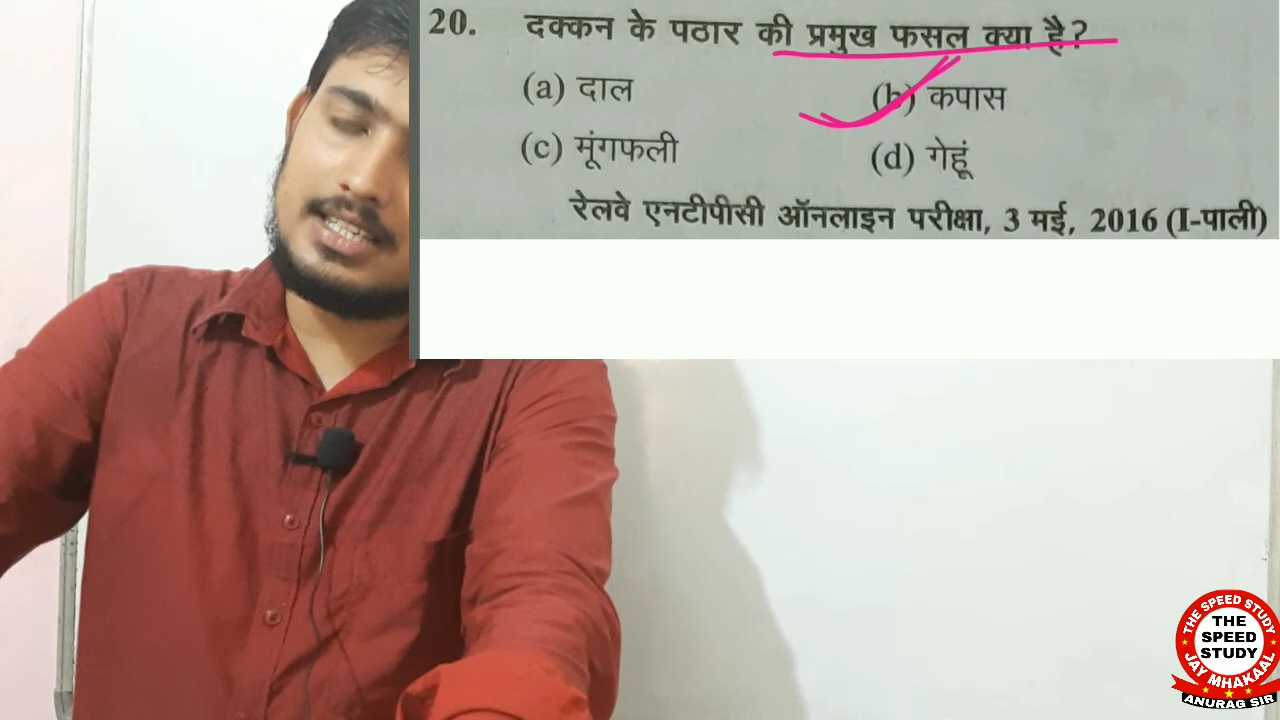 20. दक्कन के पठार की प्रमुख फसल क्या है?
(a) दाल (b) कपास
(c) मूंगफली (d) गेहूं
रेलवे एनटीपीसी ऑनलाइन परीक्षा, 3 मई, 2016 (I-पाली)
THE SPEED STUDY
THE
SPEED
STUDY
JAY MHAKAAL
ANURAG SIR